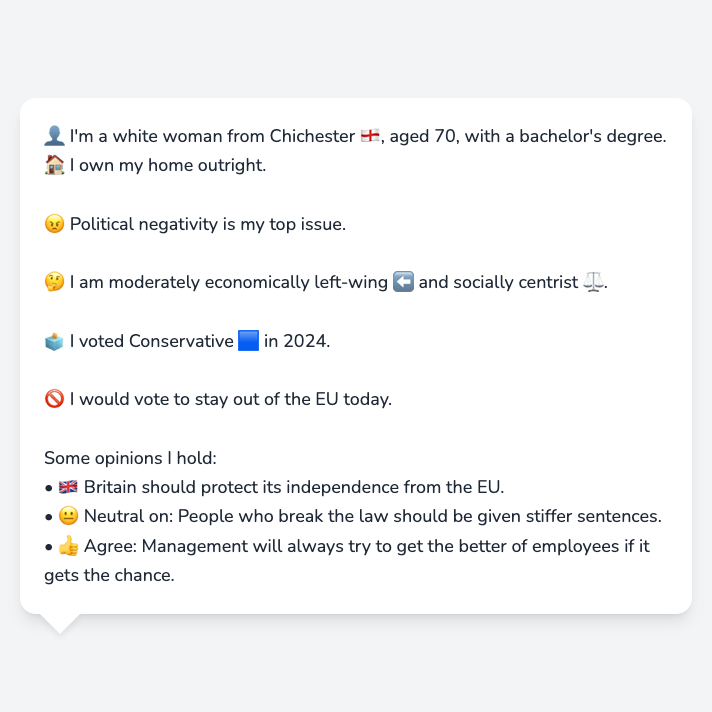 👤 I'm a white woman from Chichester 🏴󠁧󠁢󠁥󠁮󠁧󠁿, aged 70, with a bachelor's degree.
🏠 I own my home outright.
😠 Political negativity is my top issue.
🤔 I am moderately economically left-wing ⬅️ and socially centrist ⚖️.
🗳️ I voted Conservative 🟦 in 2024.
🚫 I would vote to stay out of the EU today.
Some opinions I hold:
• 🇬🇧 Britain should protect its independence from the EU.
• 😐 Neutral on: People who break the law should be given stiffer sentences.
• 👍 Agree: Management will always try to get the better of employees if it
gets the chance.